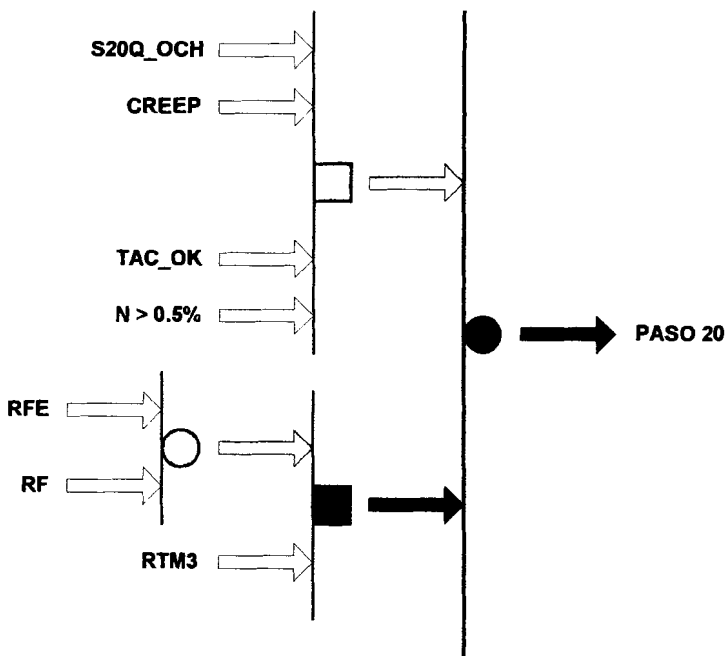 S20Q_OCH
CREEP
TAC_OK
N > 0.5%
PASO 20
RFE
RF
RTM3